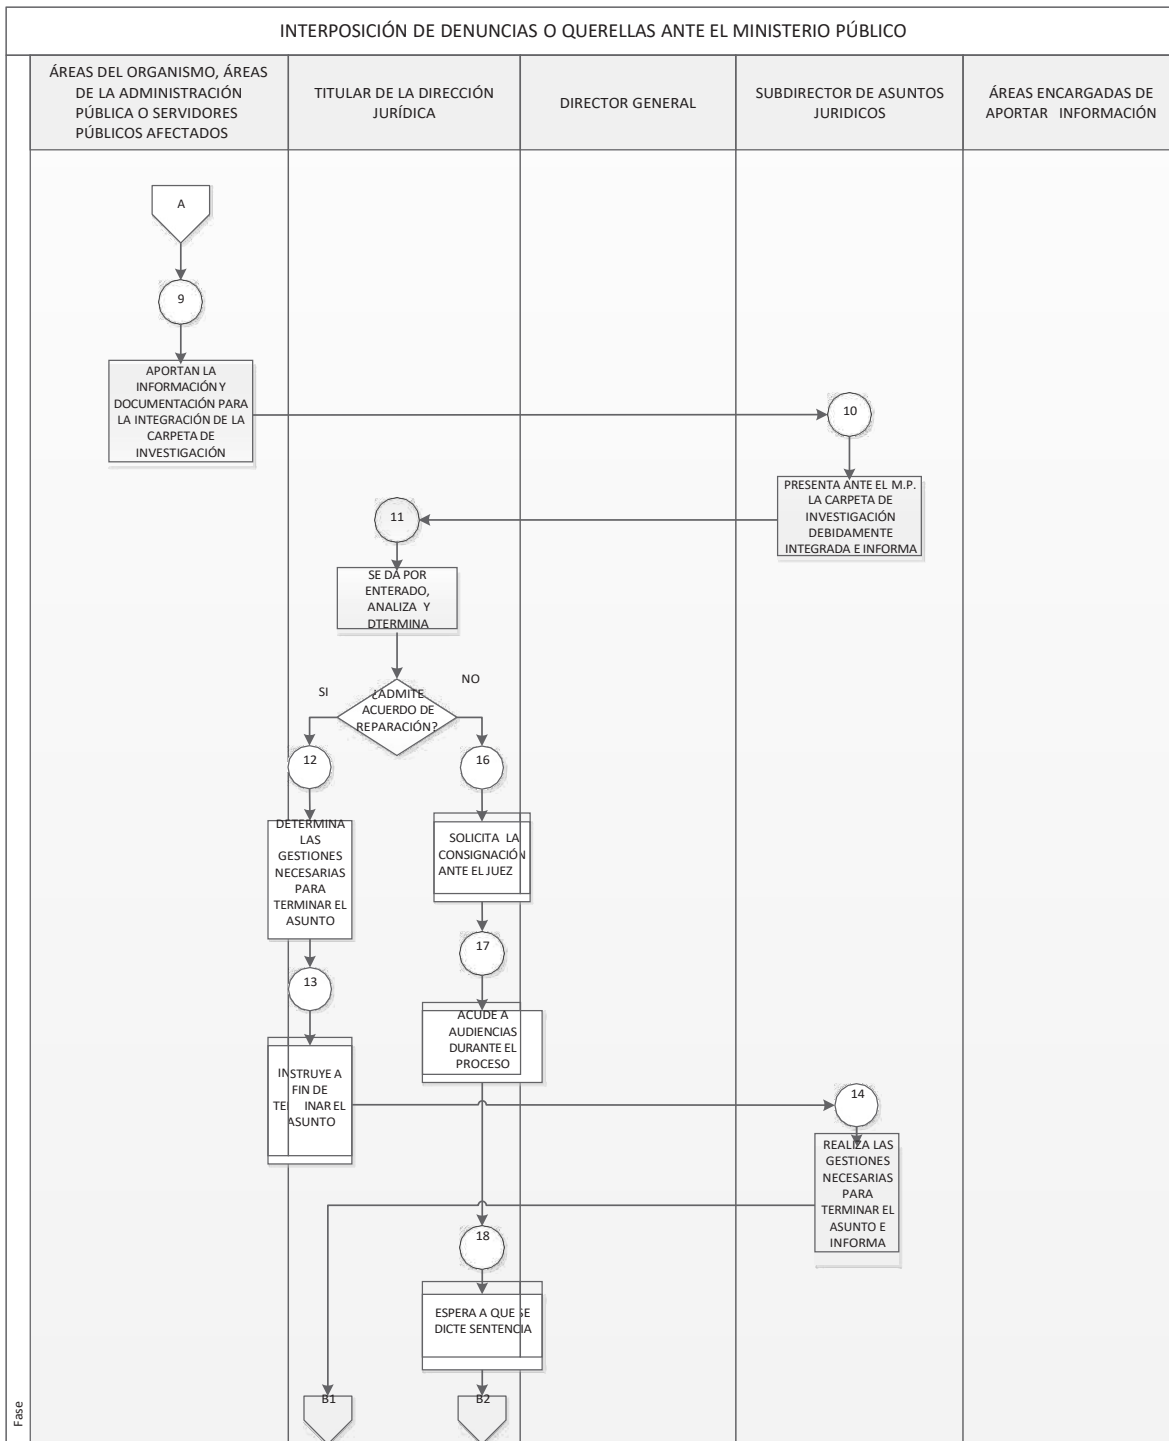 INTERPOSICIÓN DE DENUNCIAS O QUERELLAS ANTE EL MINISTERIO PÚBLICO
ÁREAS DEL ORGANISMO, ÁREAS
DE LA ADMINISTRACIÓN
PÚBLICA O SERVIDORES
PÚBLICOS AFECTADOS
TITULAR DE LA DIRECCIÓN
JURÍDICA
DIRECTOR GENERAL
SUBDIRECTOR DE ASUNTOS
JURIDICOS
ÁREAS ENCARGADAS DE
APORTAR INFORMACIÓN
A
9
APORTAN LA
INFORMACIÓN Y
DOCUMENTACIÓN PARA
LA INTEGRACIÓN DE LA
CARPETA DE
INVESTIGACIÓN
10
PRESENTA ANTE EL M.P.
LA CARPETA DE
INVESTIGACIÓN
DEBIDAMENTE
INTEGRADA E INFORMA
11
SE DA POR
ENTERADO,
ANALIZA Y
DTERMINA
¿ADMITE
ACUERDO DE
REPARACIÓN?
SI
NO
12
DETERMINA
LAS
GESTIONES
NECESARIAS
PARA
TERMINAR EL
ASUNTO
16
SOLICITA LA
CONSIGNACIÓN
ANTE EL JUEZ
17
ACUDE A
AUDIENCIAS
DURANTE EL
PROCESO
13
INSTRUYE A
FIN DE
TE INAR EL
ASUNTO
14
REALIZA LAS
GESTIONES
NECESARIAS
PARA
TERMINAR EL
ASUNTO E
INFORMA
18
ESPERA A QUE SE
DICTE SENTENCIA
B1
B2
Fase